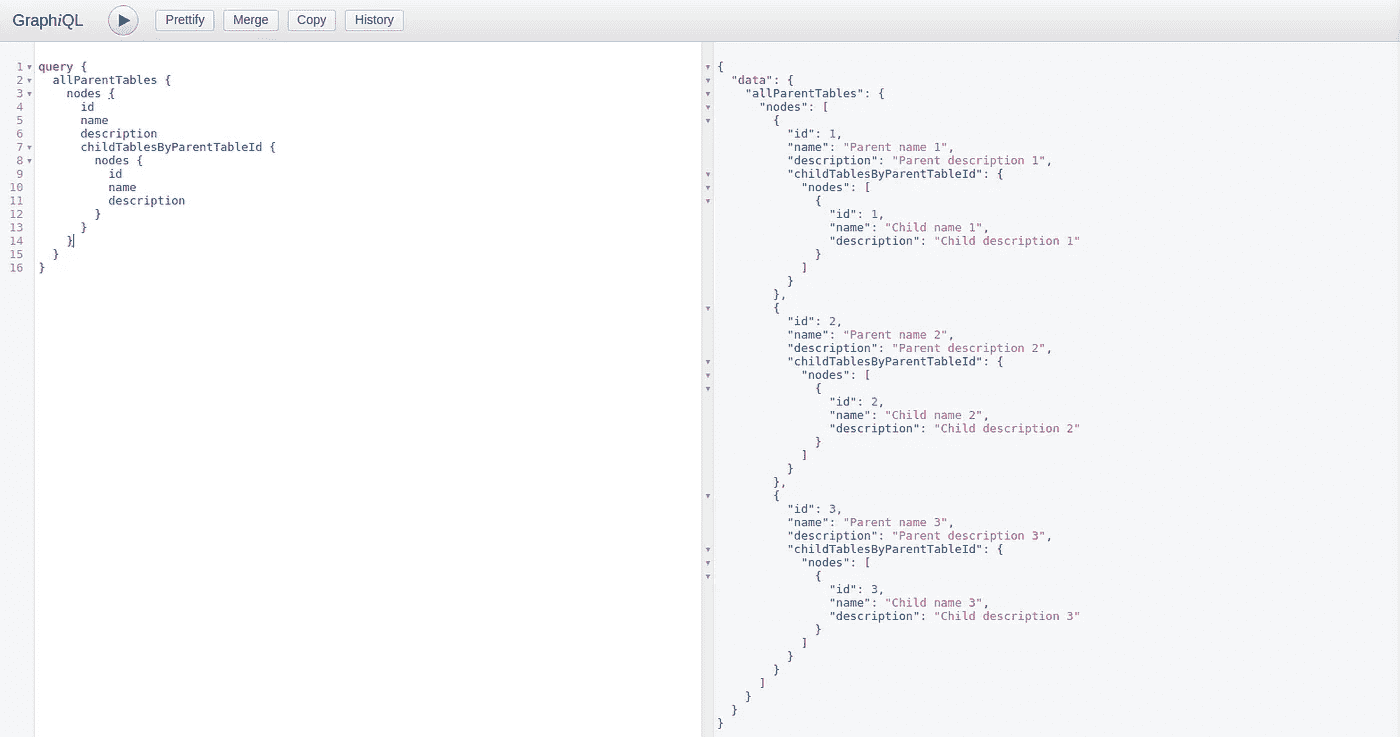 GraphiQL Prettify Merge Copy History
1 query {
2   allParentTables {
3     nodes {
4       id
5       name
6       description
7       childTablesByParentTableId {
8         nodes {
9           id
10           name
11           description
12         }
13       }
14     }
15   }
16 }
{
  "data": {
    "allParentTables": {
      "nodes": [
        {
          "id": 1,
          "name": "Parent name 1",
          "description": "Parent description 1",
          "childTablesByParentTableId": {
            "nodes": [
              {
                "id": 1,
                "name": "Child name 1",
                "description": "Child description 1"
              }
            ]
          }
        },
        {
          "id": 2,
          "name": "Parent name 2",
          "description": "Parent description 2",
          "childTablesByParentTableId": {
            "nodes": [
              {
                "id": 2,
                "name": "Child name 2",
                "description": "Child description 2"
              }
            ]
          }
        },
        {
          "id": 3,
          "name": "Parent name 3",
          "description": "Parent description 3",
          "childTablesByParentTableId": {
            "nodes": [
              {
                "id": 3,
                "name": "Child name 3",
                "description": "Child description 3"
              }
            ]
          }
        }
      ]
    }
  }
}